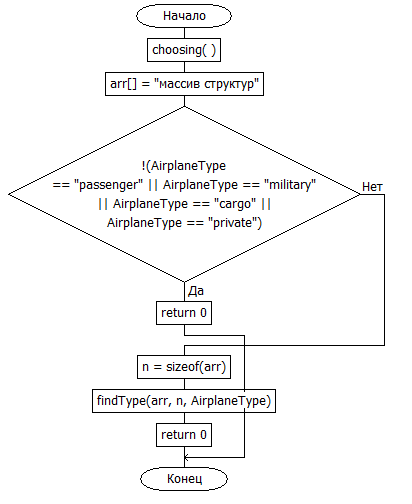 Начало
choosing( )
arr[] = "массив структур"
!(AirplaneType
== "passenger" || AirplaneType == "military"
|| AirplaneType == "cargo" ||
AirplaneType == "private")
Нет
Да
return 0
n = sizeof(arr)
findType(arr, n, AirplaneType)
return 0
Конец